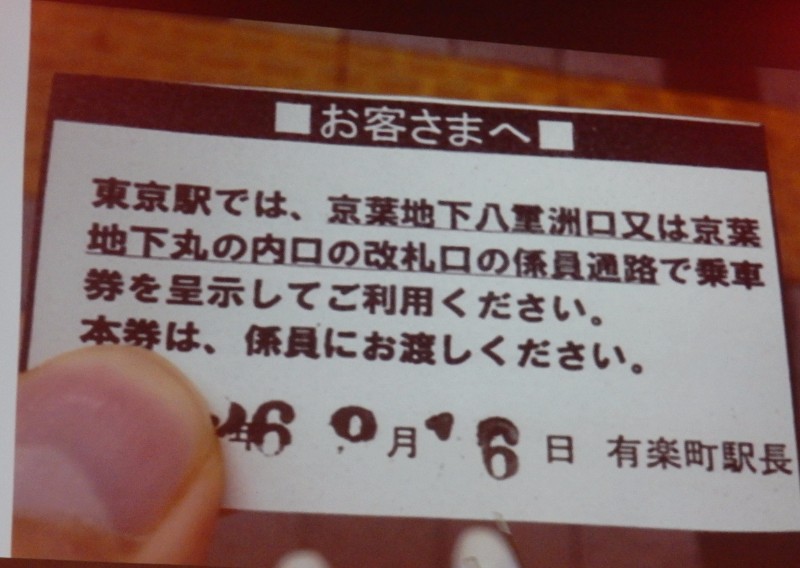 ■お客さまへ■
東京駅では、京葉地下八重洲口又は京葉
地下丸の内口の改札口の係員通路で乗車
券を呈示してご利用ください。
本券は、係員にお渡しください。
年 月 6 日 有楽町駅長